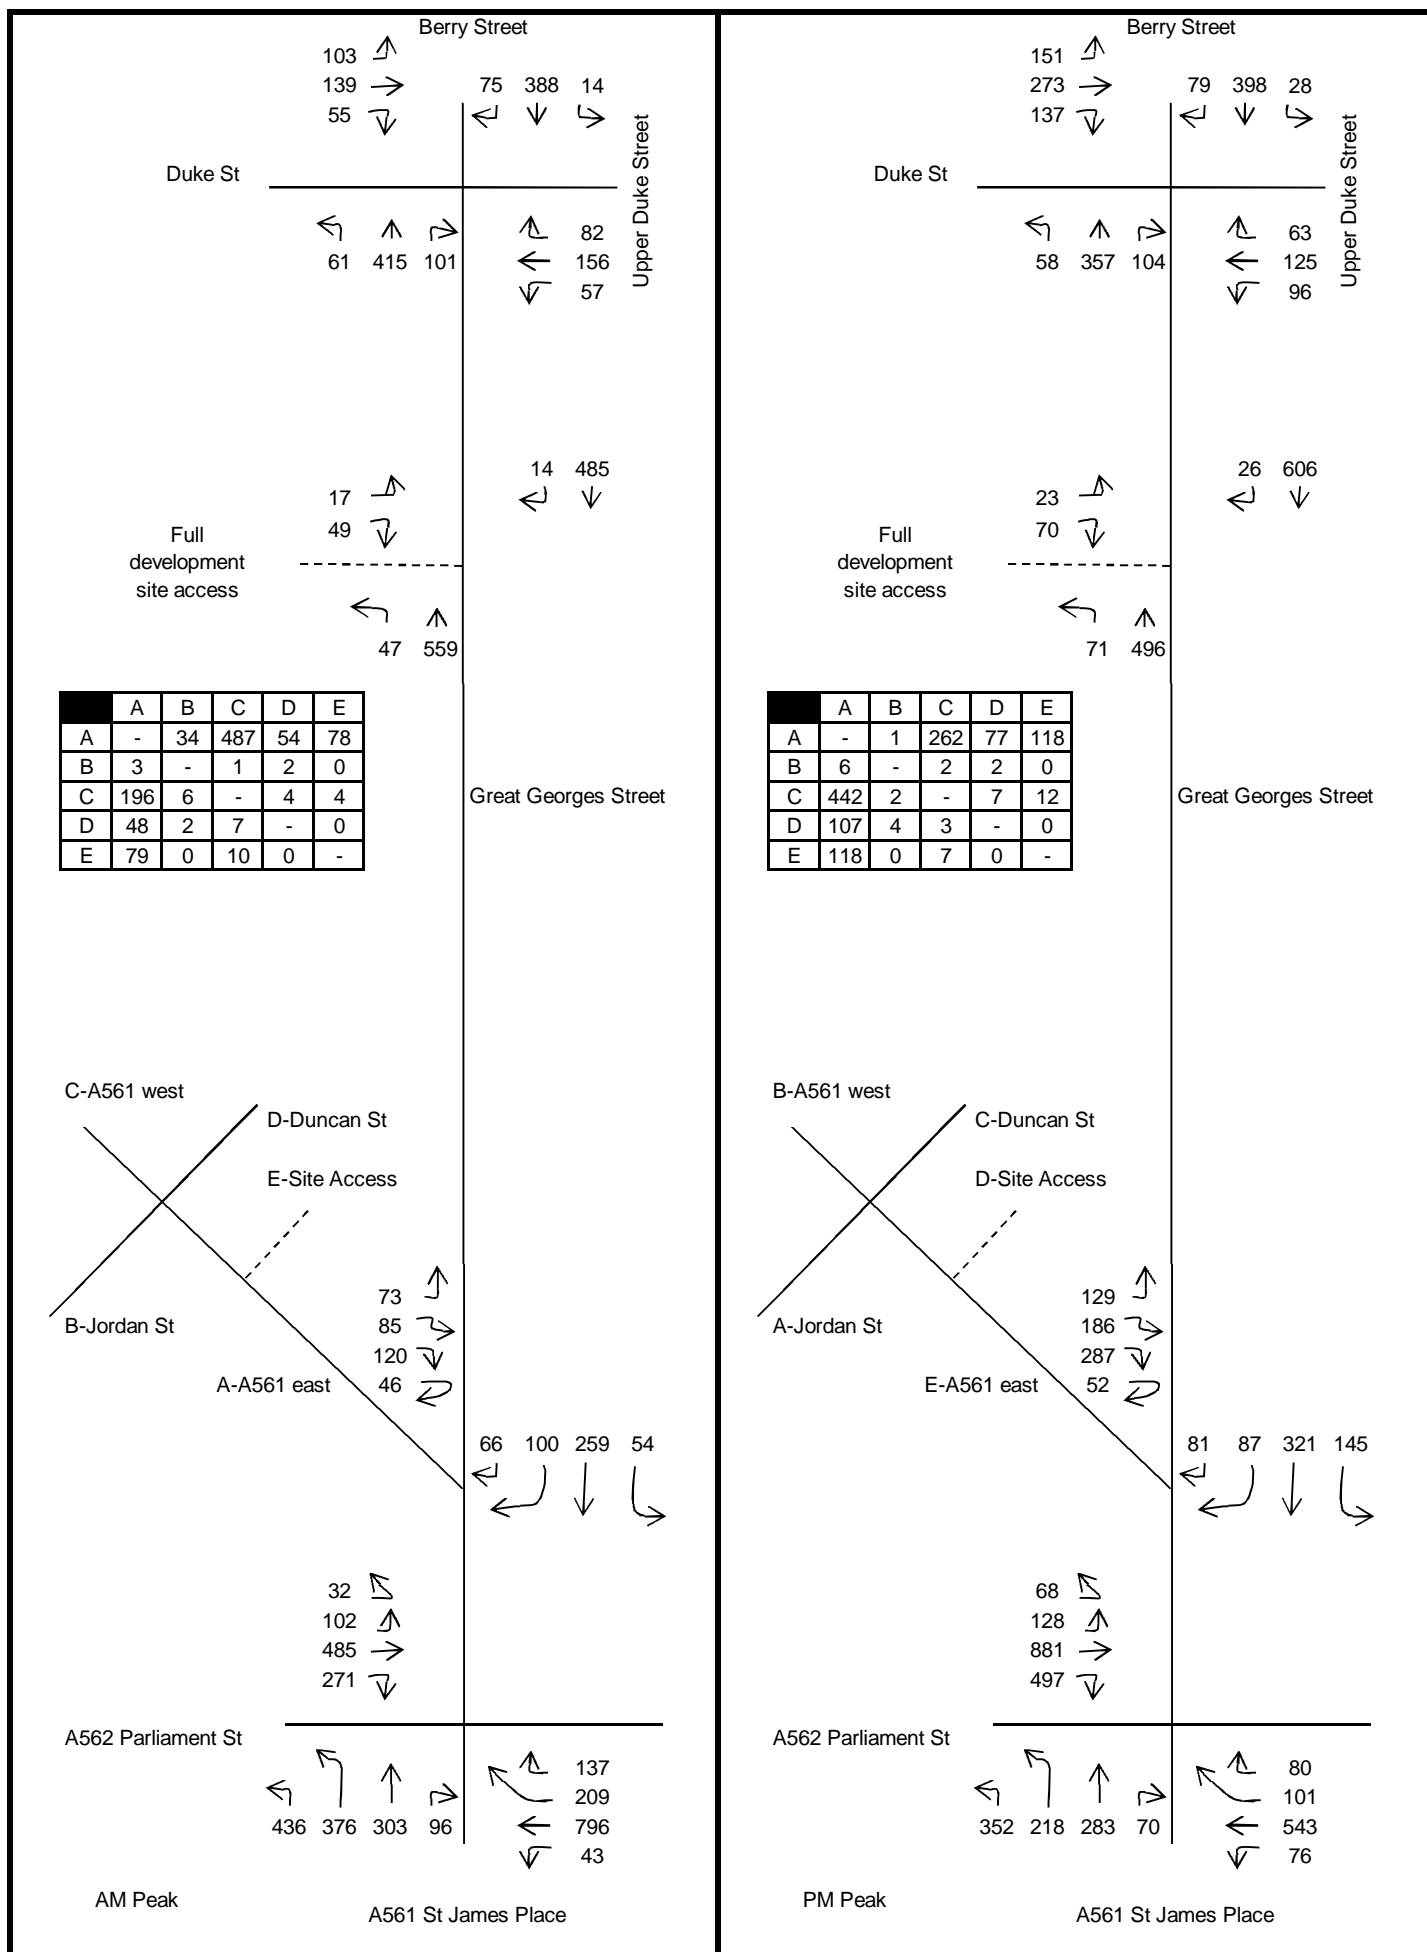 Berry Street
103
139 75 388 14
55
Upper Duke Street
Duke St
82
61 415 101 156
57
14 485
17
49
Full
development
site access
47 559
A B C D E
A - 34 487 54 78
B 3 - 1 2 0
C 196 6 - 4 4
D 48 2 7 - 0
E 79 0 10 0 -
Great Georges Street
C-A561 west
D-Duncan St
E-Site Access
73
B-Jordan St 85
120
A-A561 east 46
66 100 259 54
32
102
485
271
A562 Parliament St
137
209
436 376 303 96 796
43
AM Peak
A561 St James Place
Berry Street
151
273 79 398 28
137
Upper Duke Street
Duke St
63
58 357 104 125
96
26 606
23
70
Full
development
site access
71 496
A B C D E
A - 1 262 77 118
B 6 - 2 2 0
C 442 2 - 7 12
D 107 4 3 - 0
E 118 0 7 0 -
Great Georges Street
B-A561 west
C-Duncan St
D-Site Access
129
A-Jordan St 186
287
E-A561 east 52
81 87 321 145
68
128
881
497
A562 Parliament St
80
101
352 218 283 70 543
76
PM Peak
A561 St James Place